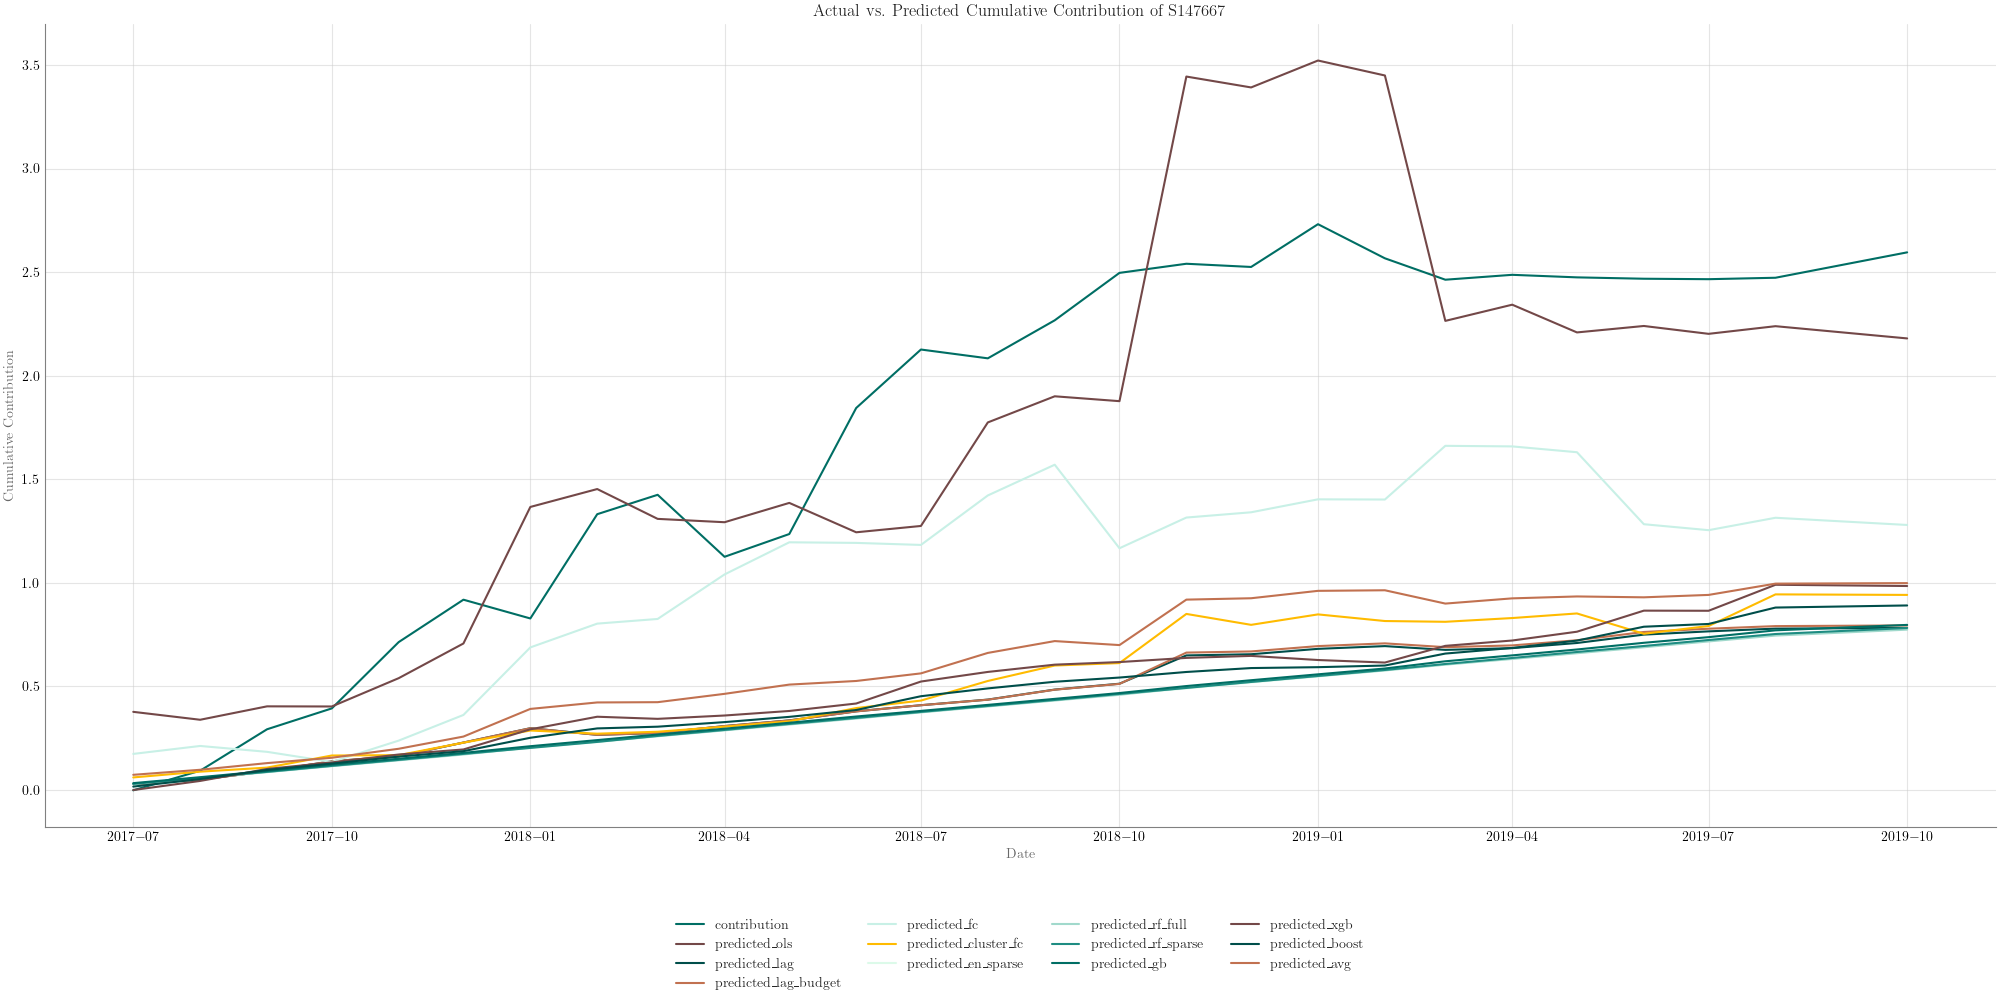 Actual vs. Predicted Cumulative Contribution of S147667
Cumulative Contribution
3.5
3.0
2.5
2.0
1.5
1.0
0.5
0.0
2017−07 2017−10 2018−01 2018−04 2018−07 2018−10 2019−01 2019−04 2019−07 2019−10
Date
contribution predicted_fc predicted_rf_full predicted_xgb
predicted_ols predicted_cluster_fc predicted_rf_sparse predicted_boost
predicted_lag predicted_en_sparse predicted_gb predicted_avg
predicted_lag_budget